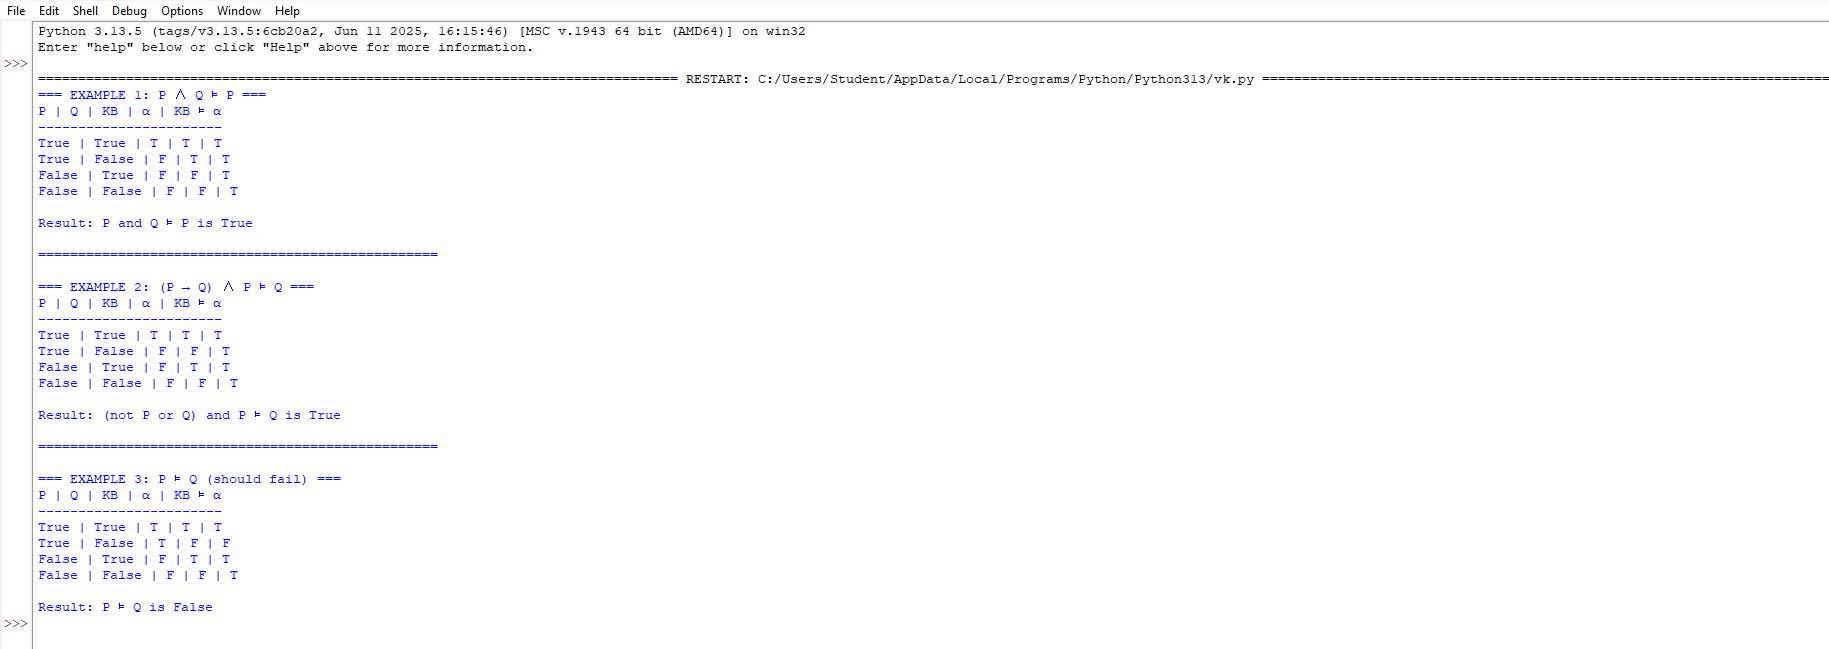 File Edit Shell Debug Options Window Help
Python 3.13.5 (tags/v3.13.5:6cb20a2, Jun 11 2025, 16:15:46) [MSC v.1943 64 bit (AMD64)] on win32
Enter "help" below or click "Help" above for more information.
>>>
================================================================================ RESTART: C:/Users/Student/AppData/Local/Programs/Python/Python313/vk.py =======================================================================
=== EXAMPLE 1: P ∧ Q ⊨ P ===
P | Q | KB | α | KB ⊨ α
-----------------------
True | True | T | T | T
True | False | F | T | T
False | True | F | F | T
False | False | F | F | T
Result: P and Q ⊨ P is True
==================================================
=== EXAMPLE 2: (P → Q) ∧ P ⊨ Q ===
P | Q | KB | α | KB ⊨ α
-----------------------
True | True | T | T | T
True | False | F | F | T
False | True | F | T | T
False | False | F | F | T
Result: (not P or Q) and P ⊨ Q is True
==================================================
=== EXAMPLE 3: P ⊨ Q (should fail) ===
P | Q | KB | α | KB ⊨ α
-----------------------
True | True | T | T | T
True | False | T | F | F
False | True | F | T | T
False | False | F | F | T
Result: P ⊨ Q is False
>>>